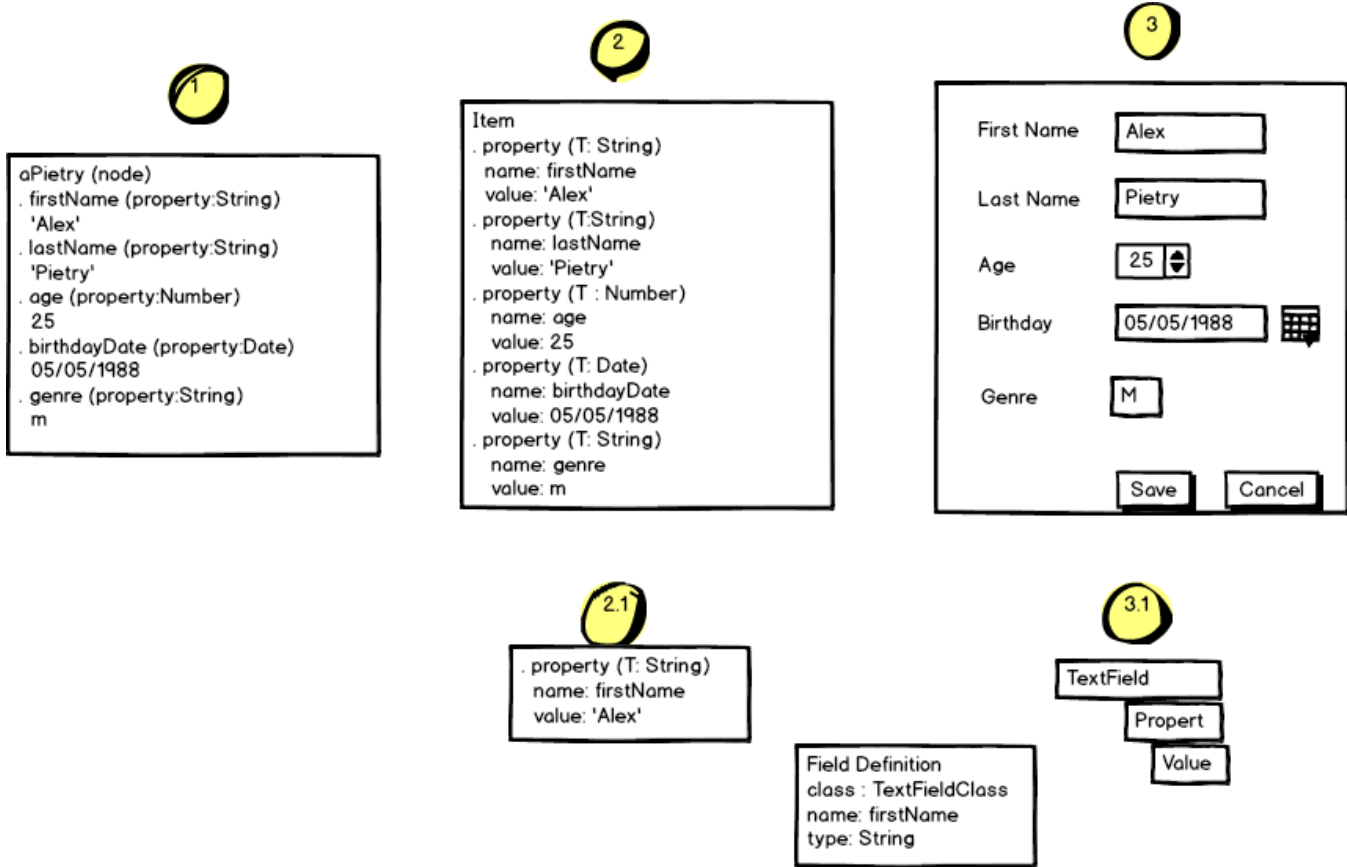 1
aPietry (node)
. firstName (property:String)
'Alex'
. lastName (property:String)
'Pietry'
. age (property:Number)
25
. birthdayDate (property:Date)
05/05/1988
. genre (property:String)
m
2
Item
. property (T: String)
name: firstName
value: 'Alex'
. property (T:String)
name: lastName
value: 'Pietry'
. property (T : Number)
name: age
value: 25
. property (T: Date)
name: birthdayDate
value: 05/05/1988
. property (T: String)
name: genre
value: m
3
First Name Alex
Last Name Pietry
Age 25
Birthday 05/05/1988
Genre M
Save Cancel
2.1
. property (T: String)
name: firstName
value: 'Alex'
Field Definition
class : TextFieldClass
name: firstName
type: String
3.1
TextField
Propert
Value